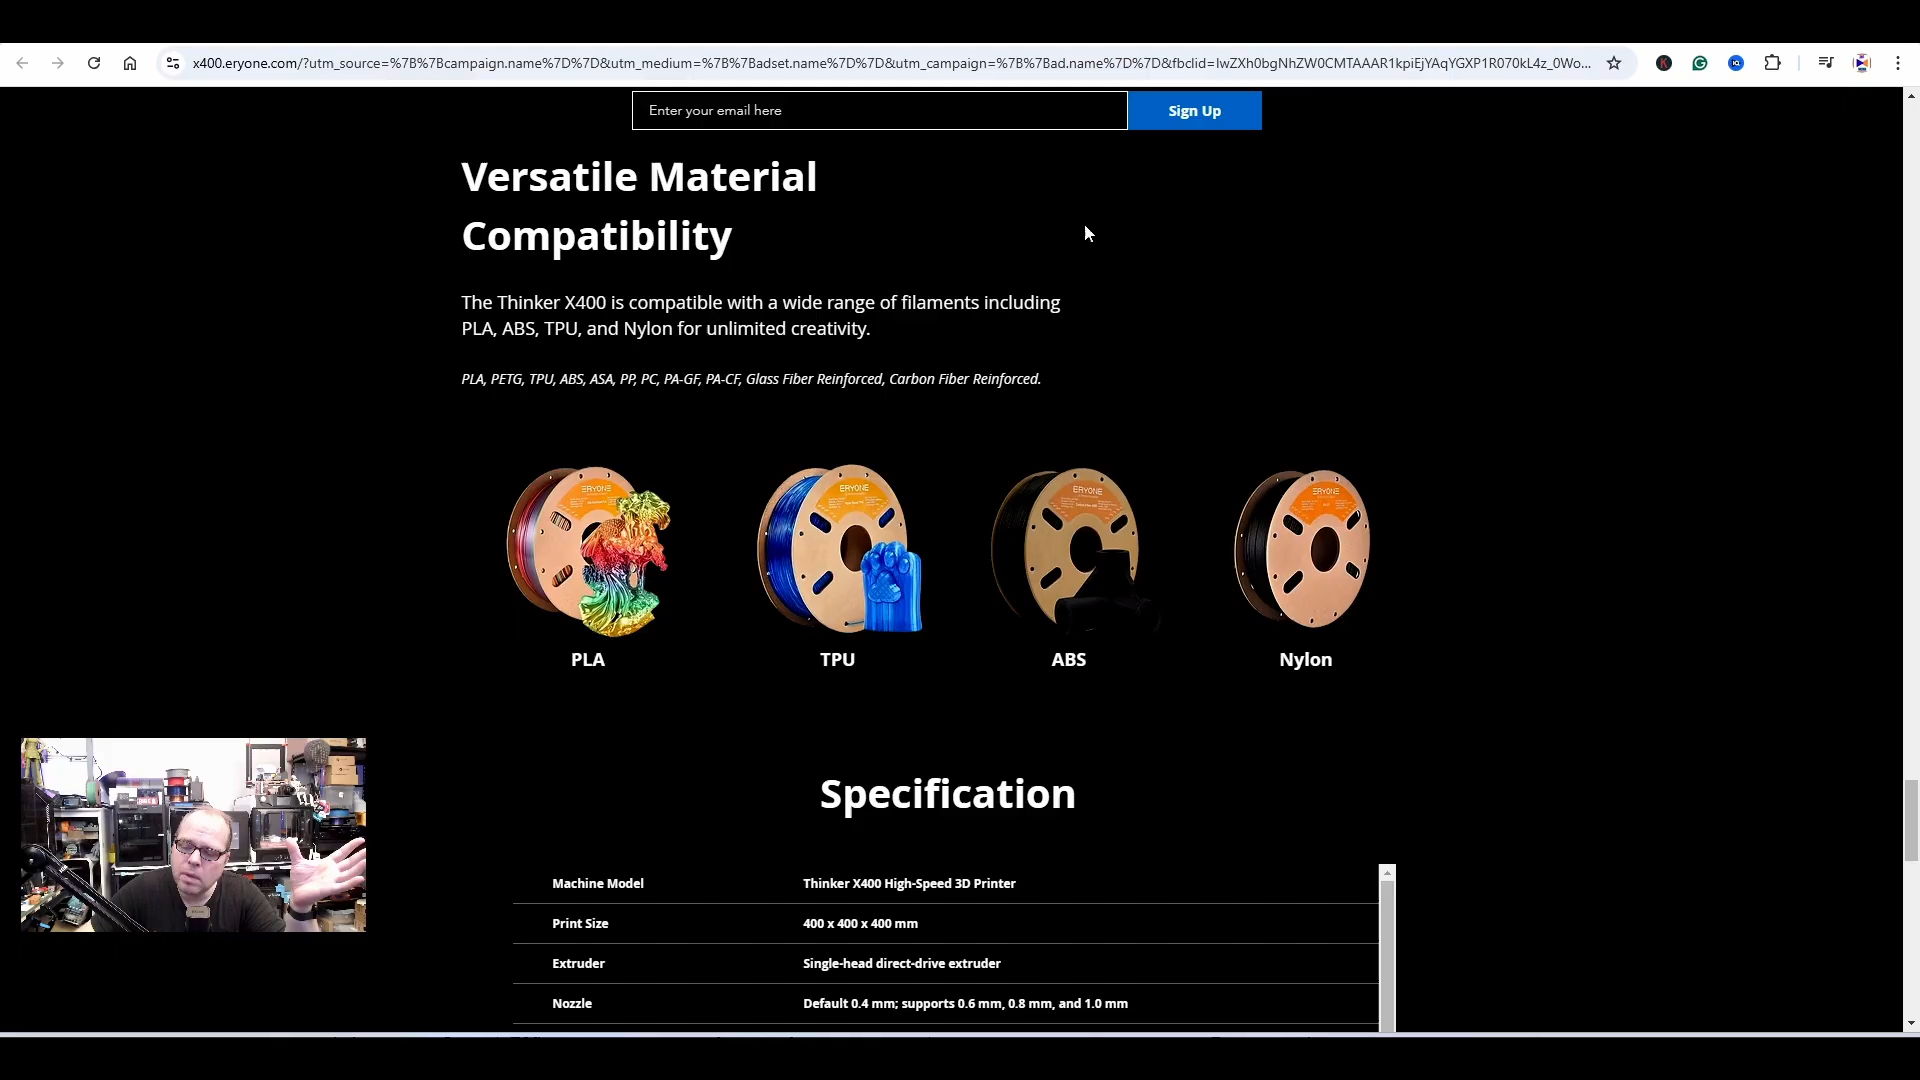 x400.eryone.com/?utm_source=%7B%7Bcampaign.name%7D%7D&utm_medium=%7B%7Badset.name%7D%7D&utm_campaign=%7B%7Bad.name%7D%7D&fbclid=IwZXh0bgNhZW0CMTAAAR1kpiEjYAqYGXP1R070kL4z_0Wo...
Enter your email here
Sign Up
Versatile Material
Compatibility
The Thinker X400 is compatible with a wide range of filaments including
PLA, ABS, TPU, and Nylon for unlimited creativity.
PLA, PETG, TPU, ABS, ASA, PP, PC, PA-GF, PA-CF, Glass Fiber Reinforced, Carbon Fiber Reinforced.
ERYONE
ERYONE
ERYONE
ERYONE
PLA
TPU
ABS
Nylon
Specification
Machine Model Thinker X400 High-Speed 3D Printer
Print Size 400 x 400 x 400 mm
Extruder Single-head direct-drive extruder
Nozzle Default 0.4 mm; supports 0.6 mm, 0.8 mm, and 1.0 mm